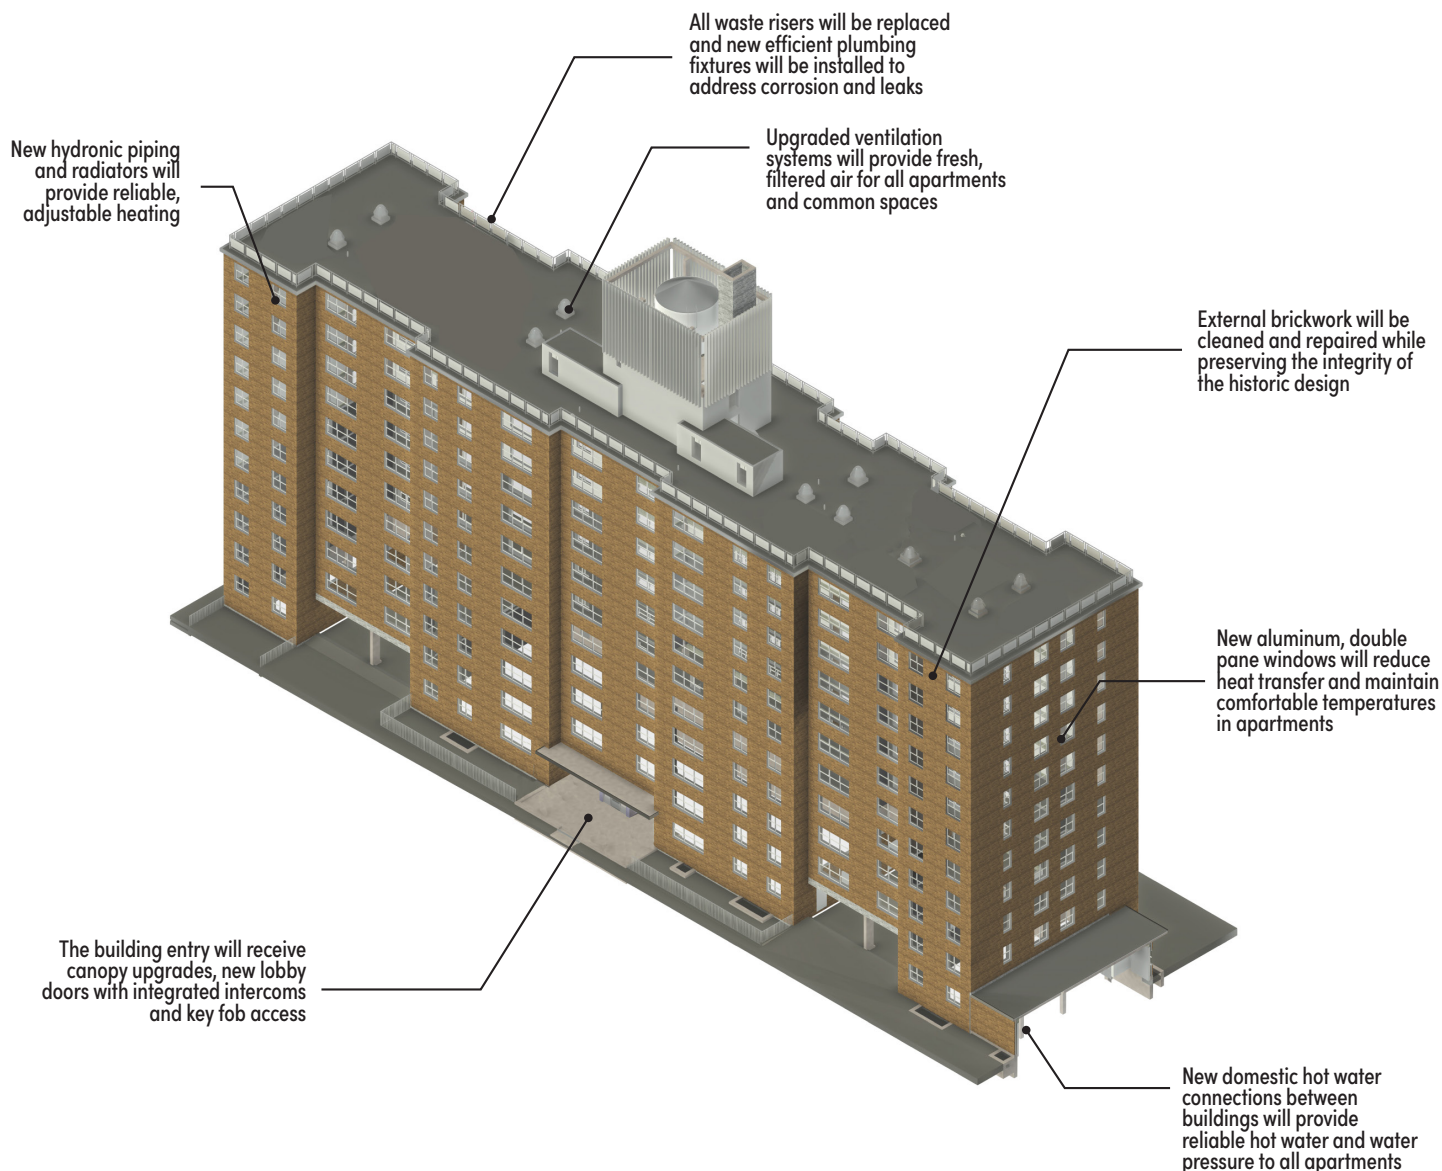 All waste risers will be replaced
and new efficient plumbing
fixtures will be installed to
address corrosion and leaks
New hydronic piping
and radiators will
provide reliable,
adjustable heating
Upgraded ventilation
systems will provide fresh,
filtered air for all apartments
and common spaces
External brickwork will be
cleaned and repaired while
preserving the integrity of
the historic design
New aluminum, double
pane windows will reduce
heat transfer and maintain
comfortable temperatures
in apartments
The building entry will receive
canopy upgrades, new lobby
doors with integrated intercoms
and key fob access
New domestic hot water
connections between
buildings will provide
reliable hot water and water
pressure to all apartments